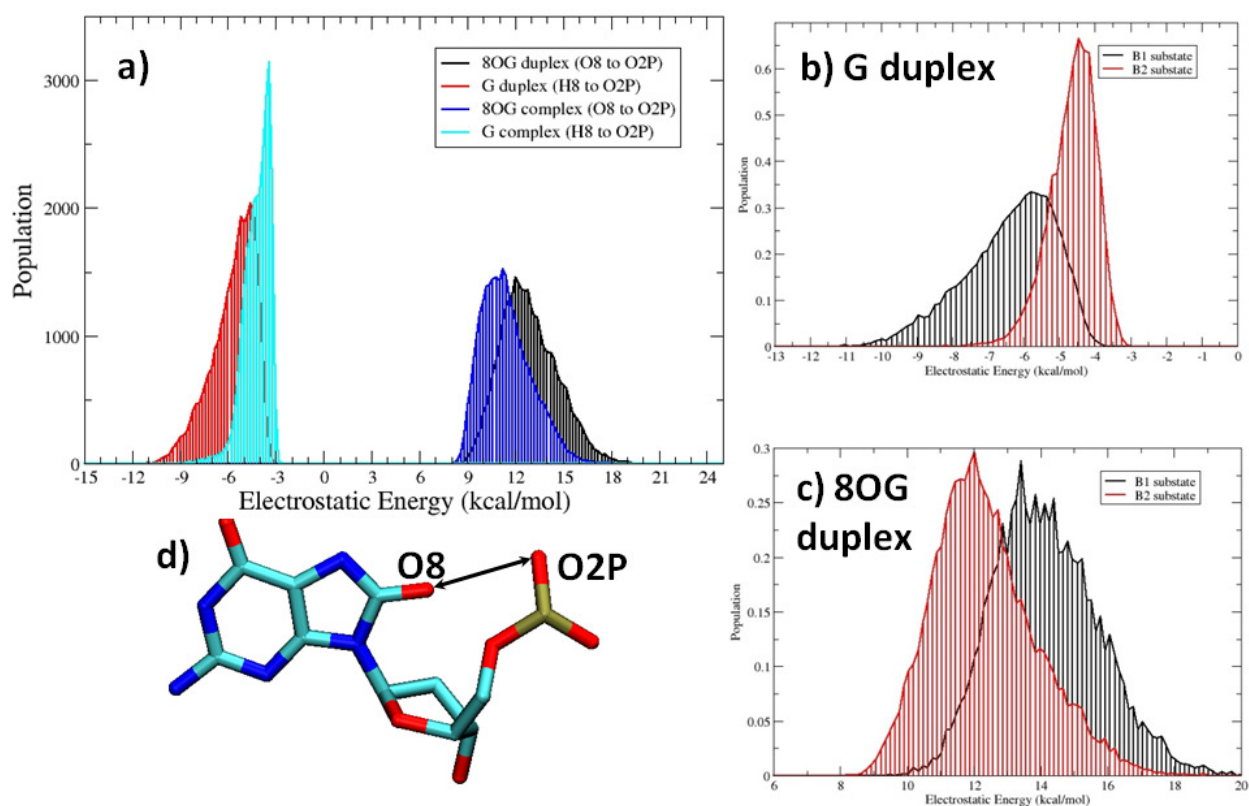 a)
8OG duplex (O8 to O2P)
G duplex (H8 to O2P)
8OG complex (O8 to O2P)
G complex (H8 to O2P)
Population
3000
2000
1000
0
-15 -12 -9 -6 -3 0 3 6 9 12 15 18 21 24
Electrostatic Energy (kcal/mol)
b) G duplex
B1 substate
B2 substate
Population
0.6
0.5
0.4
0.3
0.2
0.1
0
-13 -12 -11 -10 -9 -8 -7 -6 -5 -4 -3 -2 -1 0
Electrostatic Energy (kcal/mol)
c) 8OG
duplex
B1 substate
B2 substate
Population
0.3
0.25
0.2
0.15
0.1
0.05
0
6 8 10 12 14 16 18 20
Electrostatic Energy (kcal/mol)
d)
O8
O2P